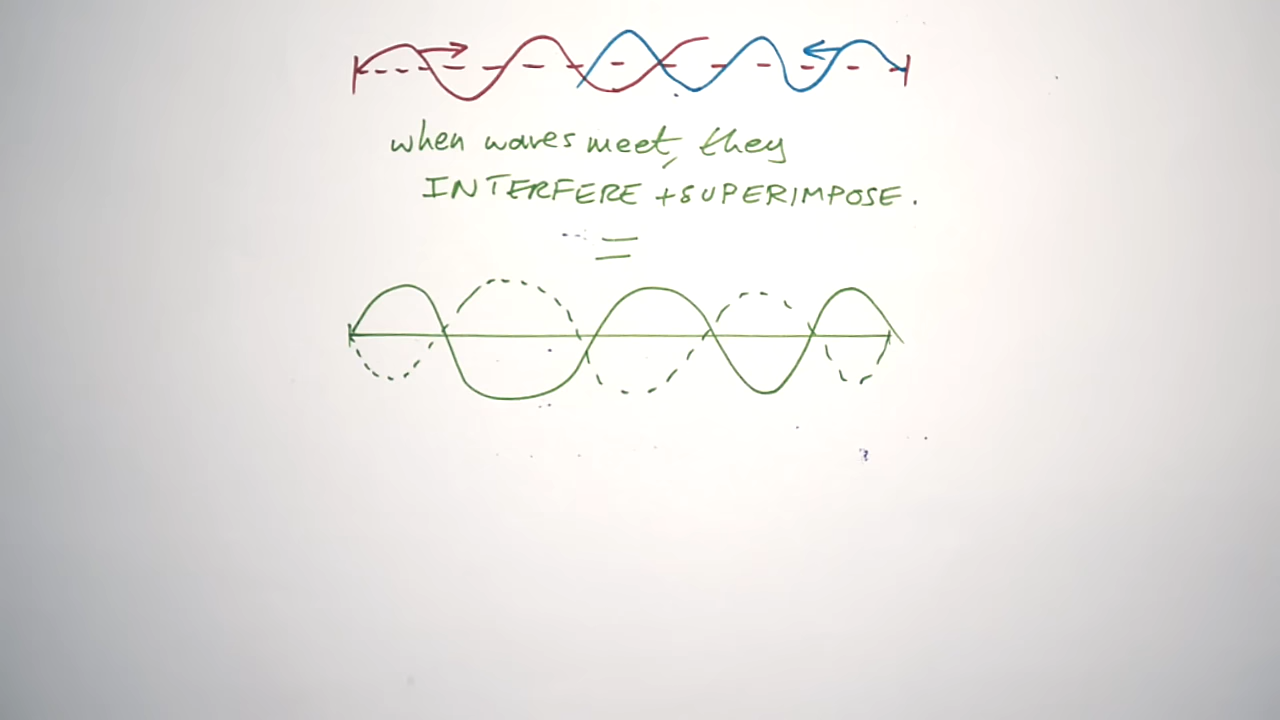 when waves meet, they
INTERFERE + SUPERIMPOSE.
=